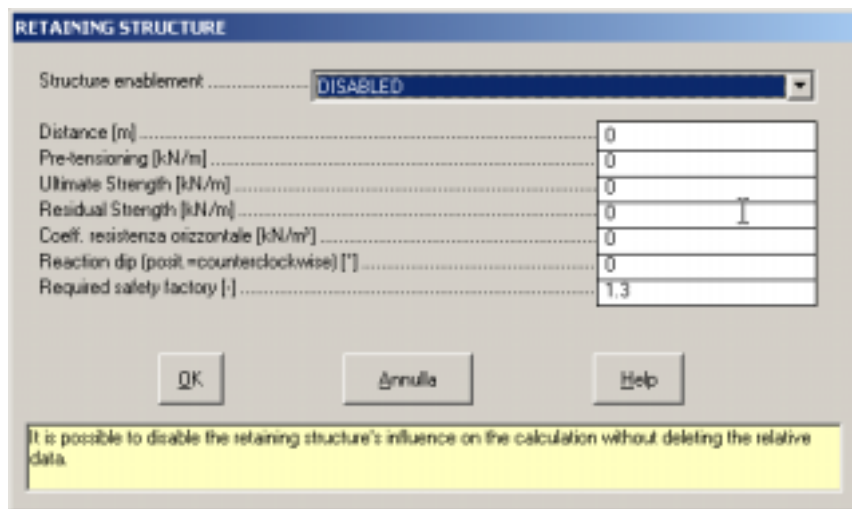 RETAINING STRUCTURE
Structure enablement .................... DISABLED
Distance [m] .................... 0
Pre-tensioning [kN/m] .................... 0
Ultimate Strength [kN/m] .................... 0
Residual Strength [kN/m] .................... 0
Coeff. resistenza orizzontale [kN/m³] .................... 0
Reaction dip (posit.=counterclockwise) [°] .................... 0
Required safety factory [-] .................... 1.3
OK Annulla Help
It is possible to disable the retaining structure's influence on the calculation without deleting the relative
data.